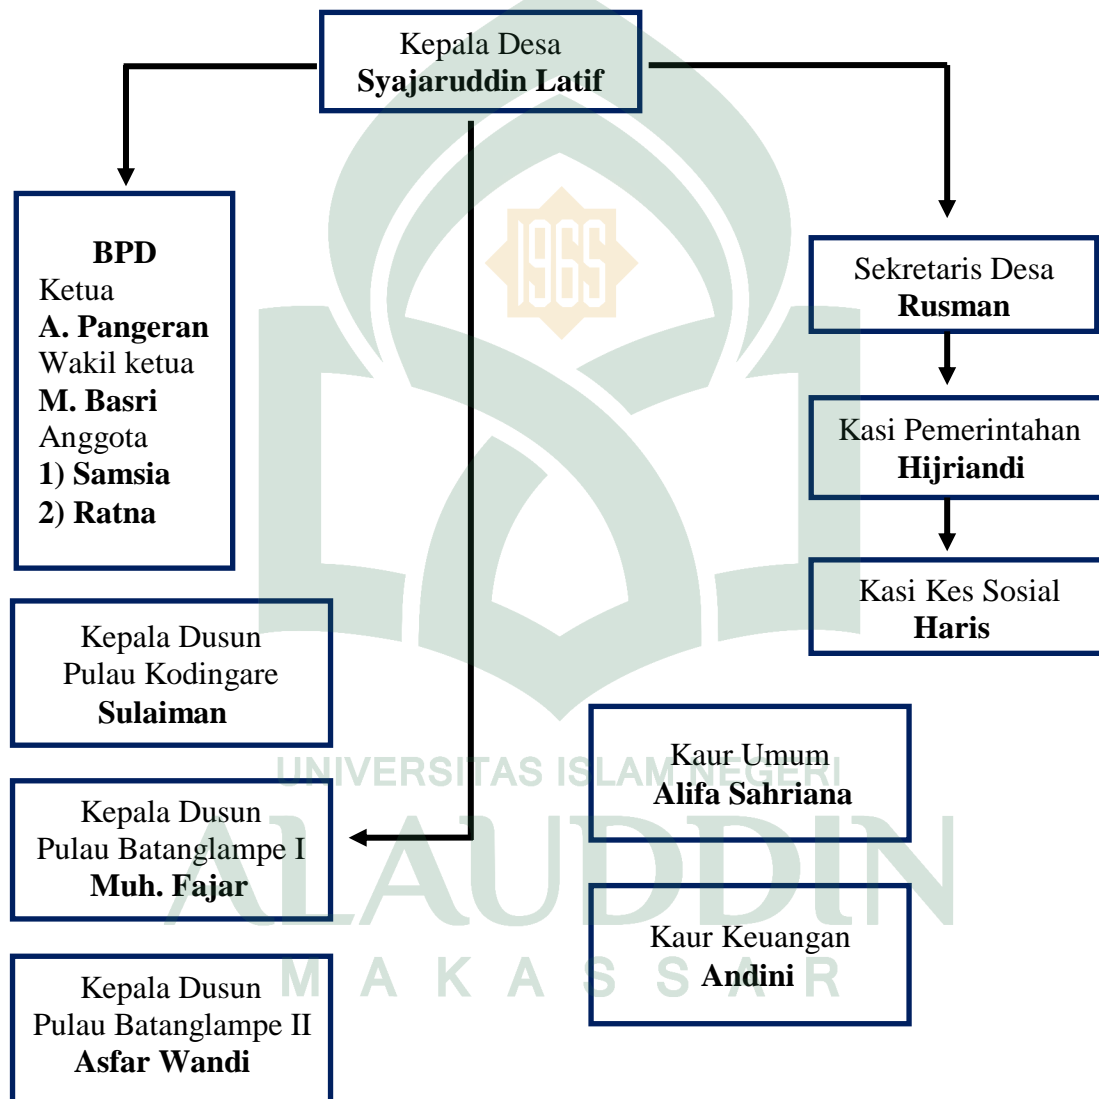 Kepala Desa
Syajaruddin Latif
BPD
Ketua
A. Pangeran
Wakil ketua
M. Basri
Anggota
1) Samsia
2) Ratna
1965
Sekretaris Desa
Rusman
Kasi Pemerintahan
Hijriandi
Kasi Kes Sosial
Haris
Kepala Dusun
Pulau Kodingare
Sulaiman
Kaur Umum
Alifa Sahriana
UNIVERSITAS ISLAM NEGERI
Kepala Dusun
Pulau Batanglampe I
Muh. Fajar
ALAUDDIN
Kaur Keuangan
Andini
MAKASSAR
Kepala Dusun
Pulau Batanglampe II
Asfar Wandi